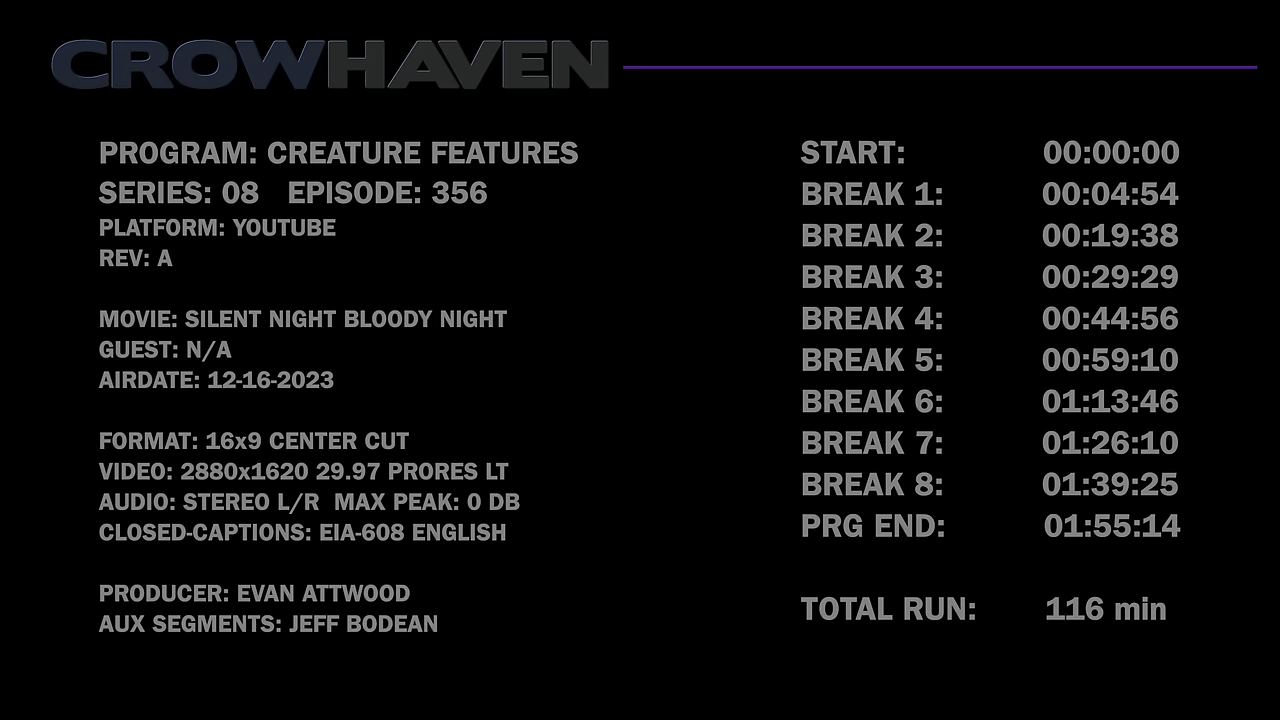 CROWHAVEN
PROGRAM: CREATURE FEATURES
SERIES: 08 EPISODE: 356
PLATFORM: YOUTUBE
REV: A
MOVIE: SILENT NIGHT BLOODY NIGHT
GUEST: N/A
AIRDATE: 12-16-2023
FORMAT: 16x9 CENTER CUT
VIDEO: 2880x1620 29.97 PRORES LT
AUDIO: STEREO L/R MAX PEAK: 0 DB
CLOSED-CAPTIONS: EIA-608 ENGLISH
PRODUCER: EVAN ATTWOOD
AUX SEGMENTS: JEFF BODEAN
START: 00:00:00
BREAK 1: 00:04:54
BREAK 2: 00:19:38
BREAK 3: 00:29:29
BREAK 4: 00:44:56
BREAK 5: 00:59:10
BREAK 6: 01:13:46
BREAK 7: 01:26:10
BREAK 8: 01:39:25
PRG END: 01:55:14
TOTAL RUN: 116 min